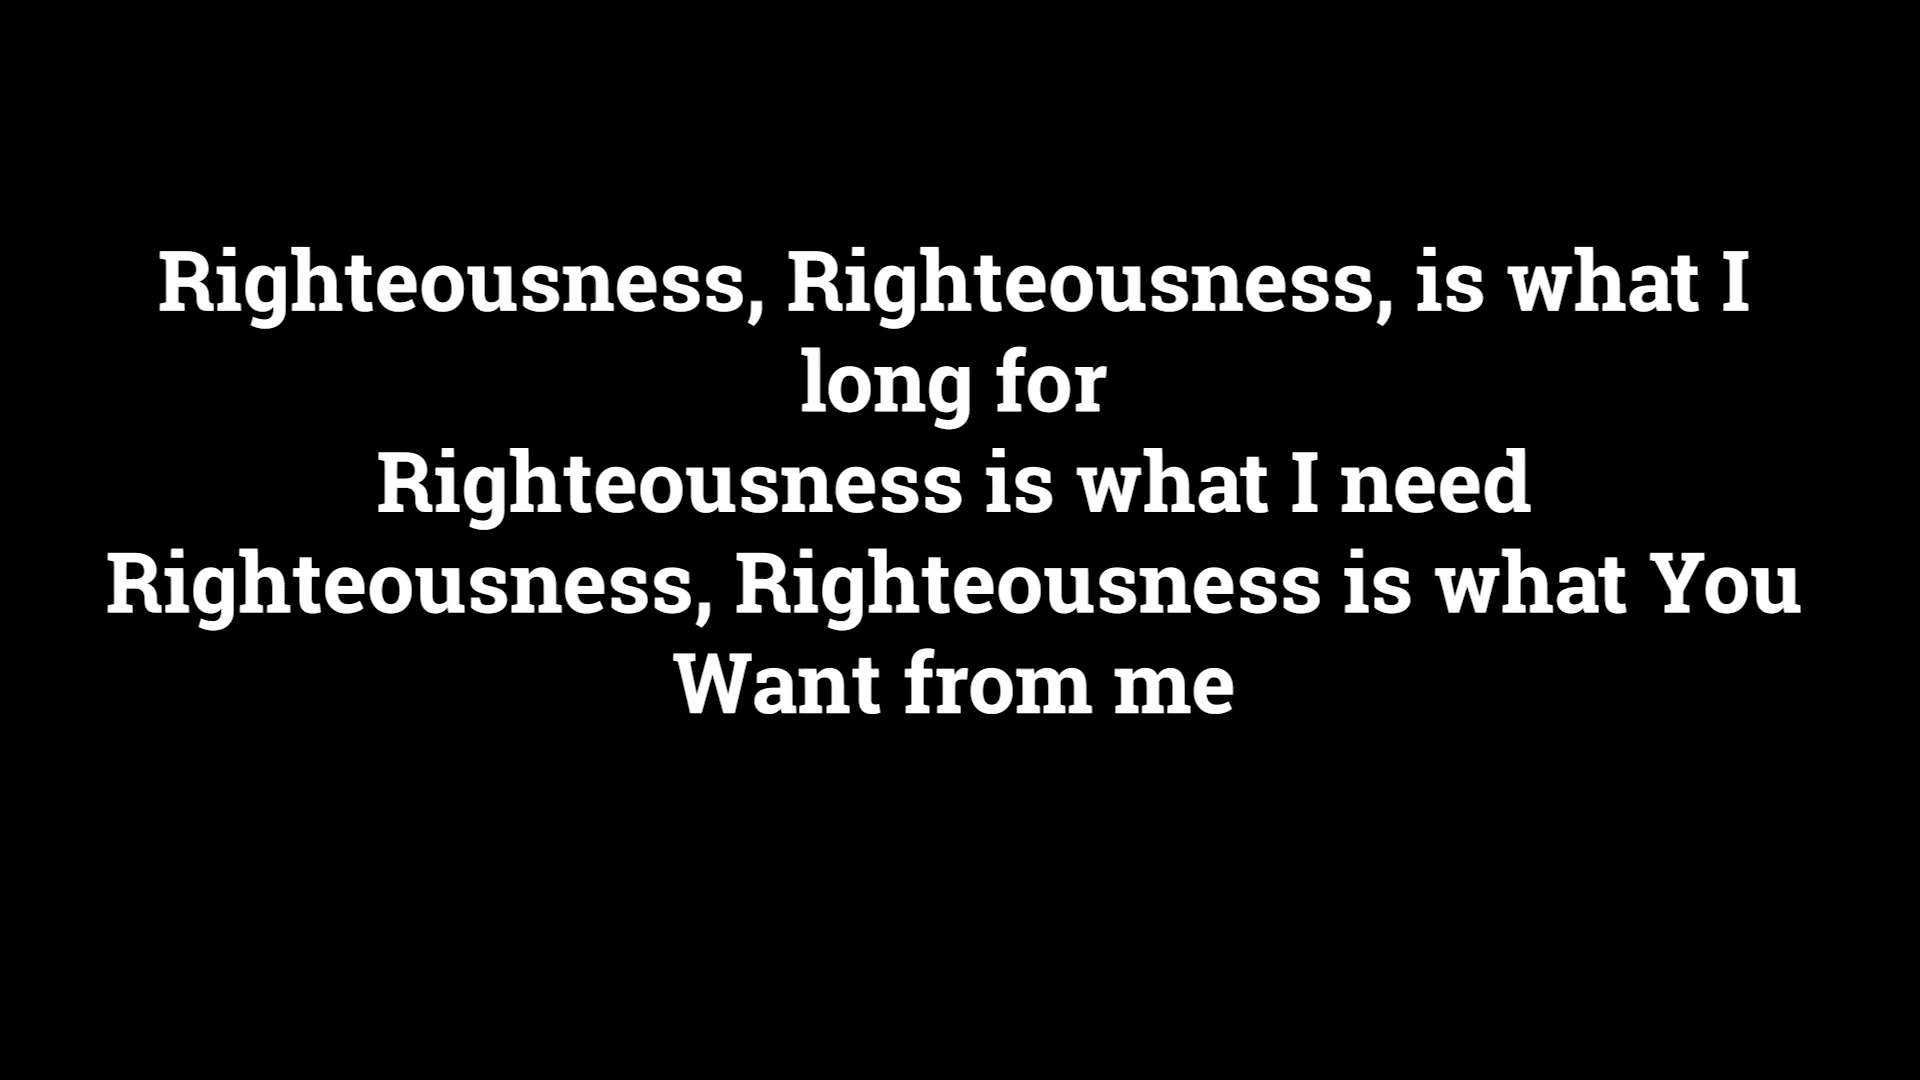 Righteousness, Righteousness, is what I
long for
Righteousness is what I need
Righteousness, Righteousness is what You
Want from me